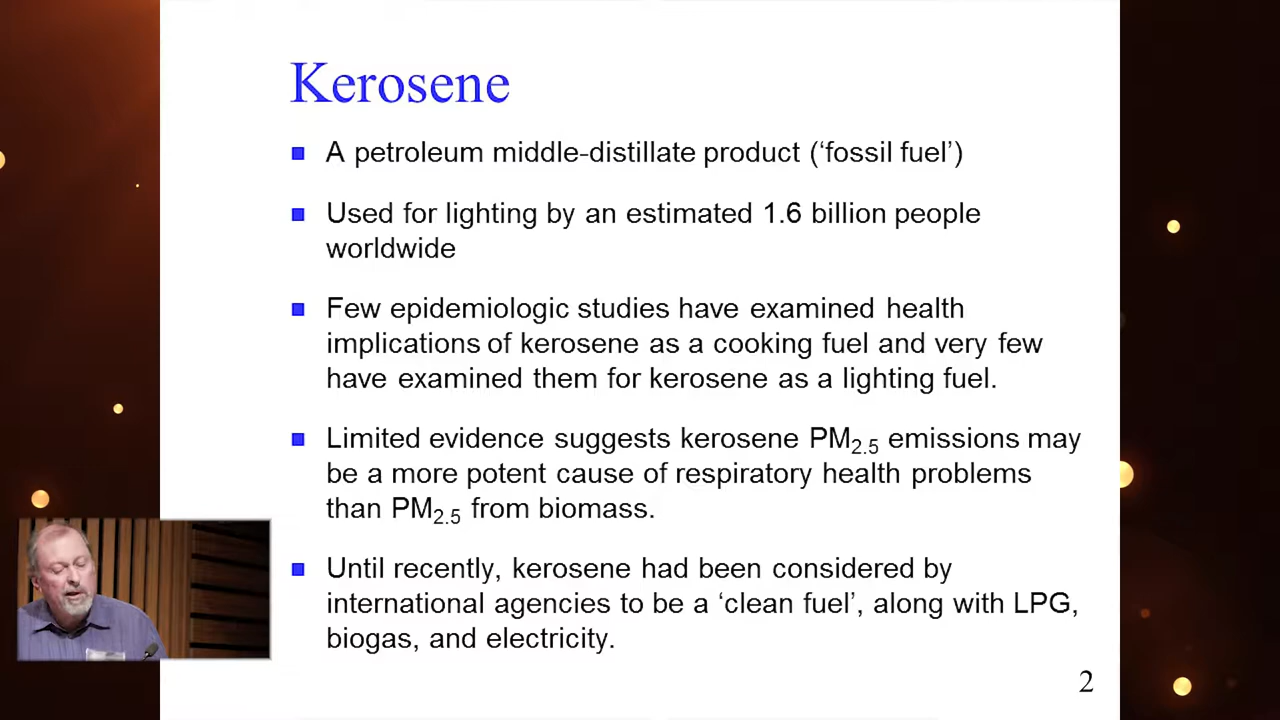 Kerosene
A petroleum middle-distillate product (‘fossil fuel’)
Used for lighting by an estimated 1.6 billion people
worldwide
Few epidemiologic studies have examined health
implications of kerosene as a cooking fuel and very few
have examined them for kerosene as a lighting fuel.
Limited evidence suggests kerosene PM2.5 emissions may
be a more potent cause of respiratory health problems
than PM2.5 from biomass.
Until recently, kerosene had been considered by
international agencies to be a ‘clean fuel’, along with LPG,
biogas, and electricity.
2